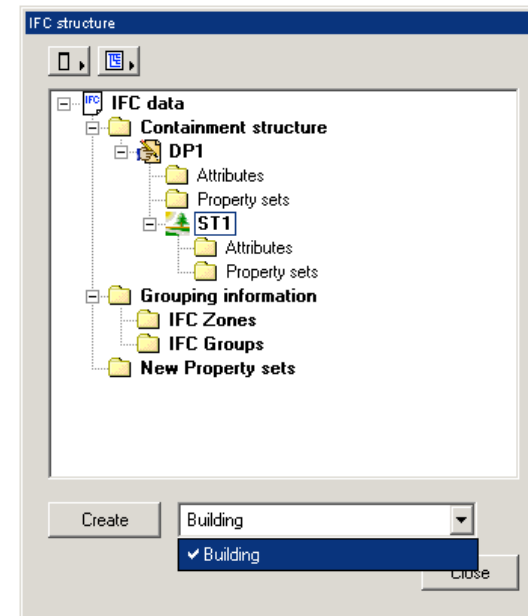 IFC structure
IFC
IFC data
Containment structure
DP1
Attributes
Property sets
ST1
Attributes
Property sets
Grouping information
IFC Zones
IFC Groups
New Property sets
Create
Building
Building
Close